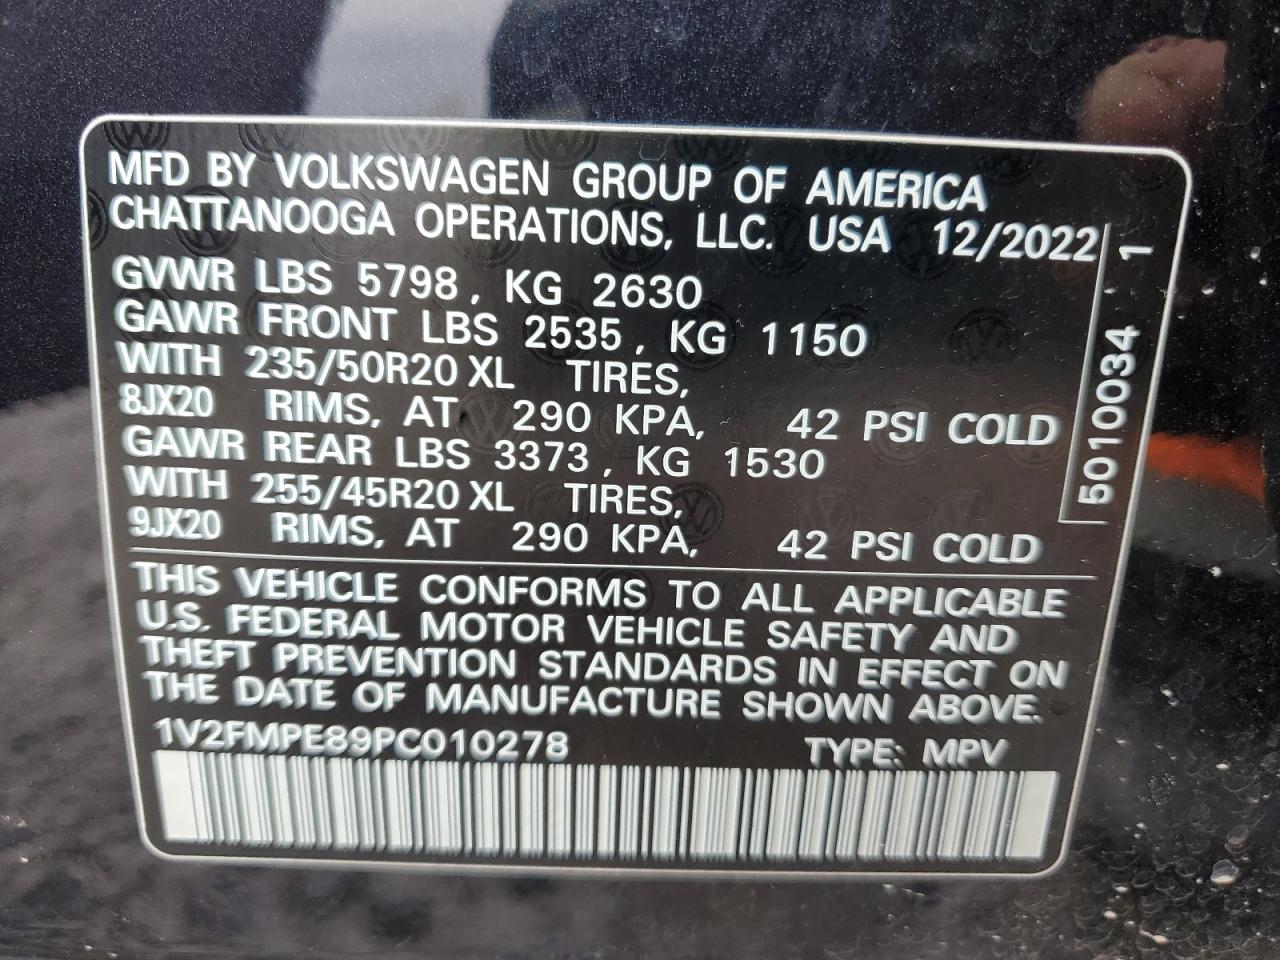 MFD BY VOLKSWAGEN GROUP OF AMERICA
CHATTANOOGA OPERATIONS, LLC. USA 12/2022
GVWR LBS 5798, KG 2630
GAWR FRONT LBS 2535, KG 1150
WITH 235/50R20 XL TIRES,
8JX20 RIMS, AT 290 KPA, 42 PSI COLD
GAWR REAR LBS 3373, KG 1530
WITH 255/45R20 XL TIRES,
9JX20 RIMS, AT 290 KPA, 42 PSI COLD
5010034 1
THIS VEHICLE CONFORMS TO ALL APPLICABLE
U.S. FEDERAL MOTOR VEHICLE SAFETY AND
THEFT PREVENTION STANDARDS IN EFFECT ON
THE DATE OF MANUFACTURE SHOWN ABOVE.
1V2FMPE89PC010278 TYPE: MPV